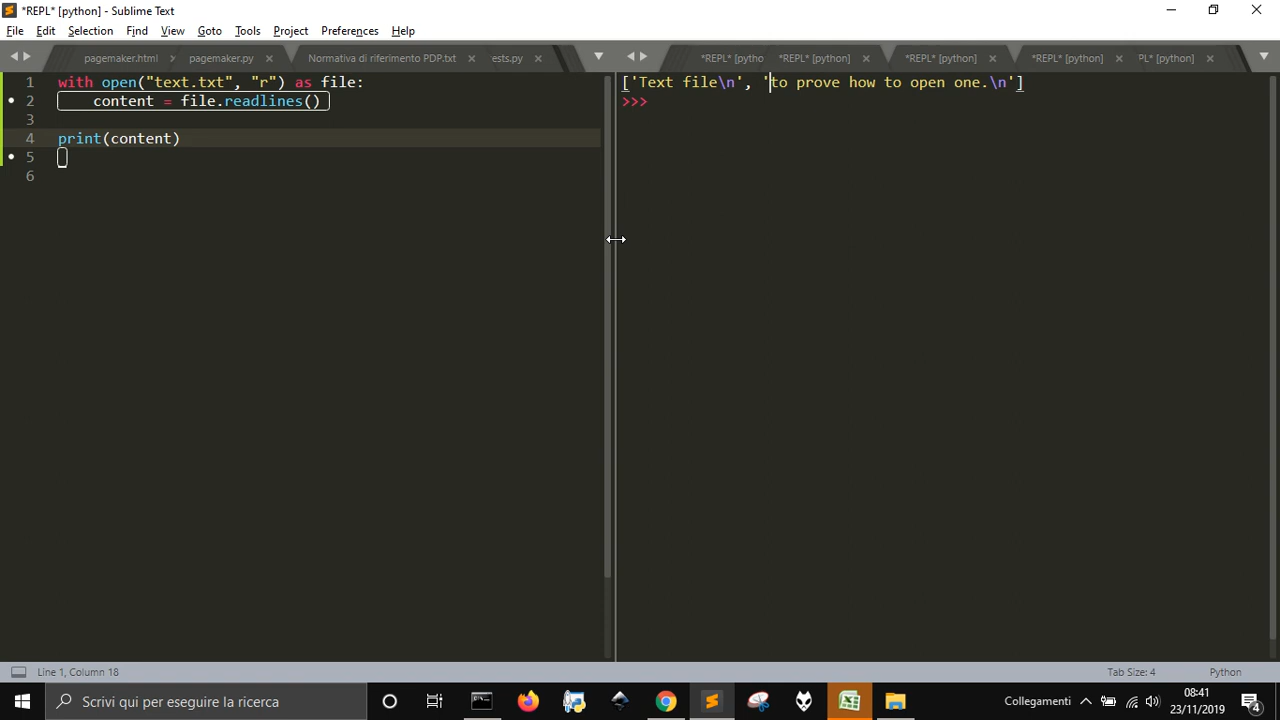 *REPL* [python] - Sublime Text
File Edit Selection Find View Goto Tools Project Preferences Help
pagemaker.html pagemaker.py Normativa di riferimento PDP.txt ests.py *REPL* [pytho *REPL* [python] *REPL* [python] *REPL* [python] PL* [python]
1 with open("text.txt", "r") as file:
2 content = file.readlines()
3
4 print(content)
5
6
['Text file\n', 'to prove how to open one.\n']
>>>
Line 1, Column 18 Tab Size: 4 Python
Scrivi qui per eseguire la ricerca Collegamenti 08:41
23/11/2019 4